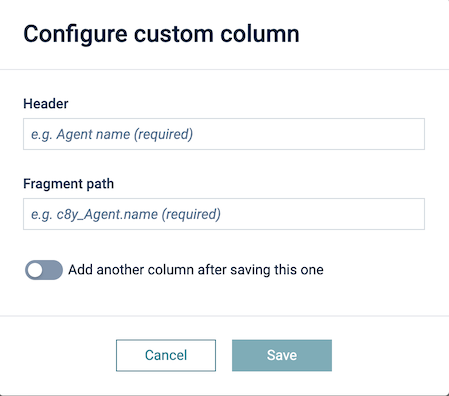 Configure custom column
Header
e.g. Agent name (required)
Fragment path
e.g. c8y_Agent.name (required)
Add another column after saving this one
Cancel Save